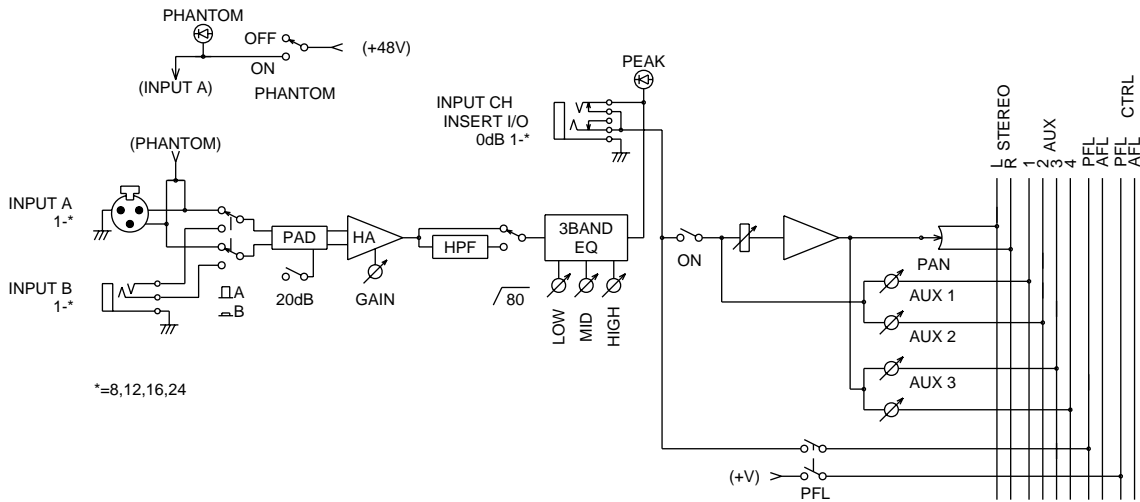 PHANTOM
OFF
(+48V)
ON
(INPUT A)
PHANTOM
PEAK
INPUT CH
INSERT I/O
0dB 1-*
(PHANTOM)
INPUT A
1-*
PAD
HA
HPF
3BAND
EQ
20dB
GAIN
80
LOW
MID
HIGH
INPUT B
1-*
A
B
*=8,12,16,24
ON
PAN
AUX 1
AUX 2
AUX 3
(+V)
PFL
L
R
STEREO
1
2
3
4
AUX
PFL
AFL
PFL
AFL
CTRL